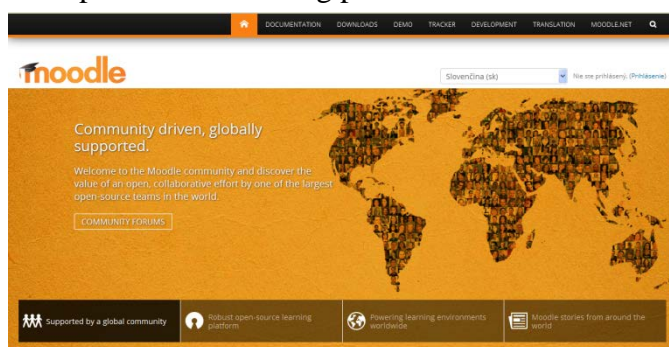 DOCUMENTATION DOWNLOADS DEMO TRACKER DEVELOPMENT TRANSLATION MOODLE.NET
moodle
Slovenčina (sk)
Nie ste prihlásený. (Prihlásenie)
Community driven, globally
supported.
Welcome to the Moodle community and discover the
value of an open, collaborative effort by one of the largest
open-source teams in the world.
COMMUNITY FORUMS
Supported by a global community
Robust open-source learning
platform
Powering learning environments
worldwide
Moodle stories from around the
world